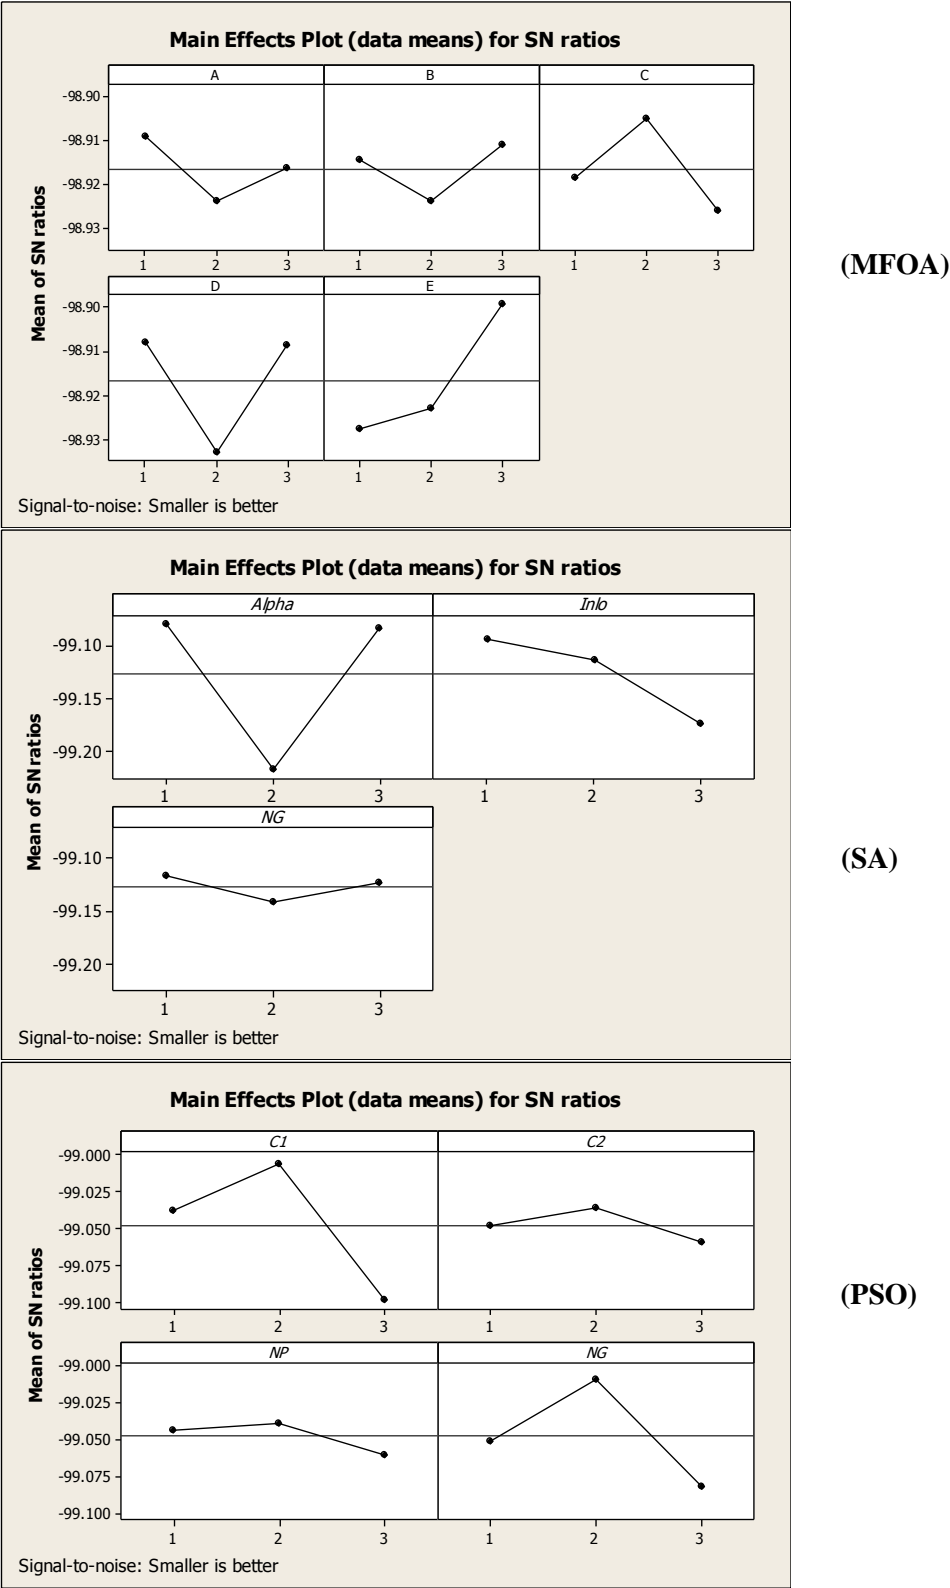 Main Effects Plot (data means) for SN ratios
A B C
-98.90
-98.91
-98.92
-98.93
1 2 3 1 2 3 1 2 3
D E
-98.90
-98.91
-98.92
-98.93
1 2 3 1 2 3
Mean of SN ratios
Signal-to-noise: Smaller is better
(MFOA)
Main Effects Plot (data means) for SN ratios
Alpha Inlo
-99.10
-99.15
-99.20
1 2 3 1 2 3
NG
-99.10
-99.15
-99.20
1 2 3
Mean of SN ratios
Signal-to-noise: Smaller is better
(SA)
Main Effects Plot (data means) for SN ratios
C1 C2
-99.000
-99.025
-99.050
-99.075
-99.100
1 2 3 1 2 3
NP NG
-99.000
-99.025
-99.050
-99.075
-99.100
1 2 3 1 2 3
Mean of SN ratios
Signal-to-noise: Smaller is better
(PSO)